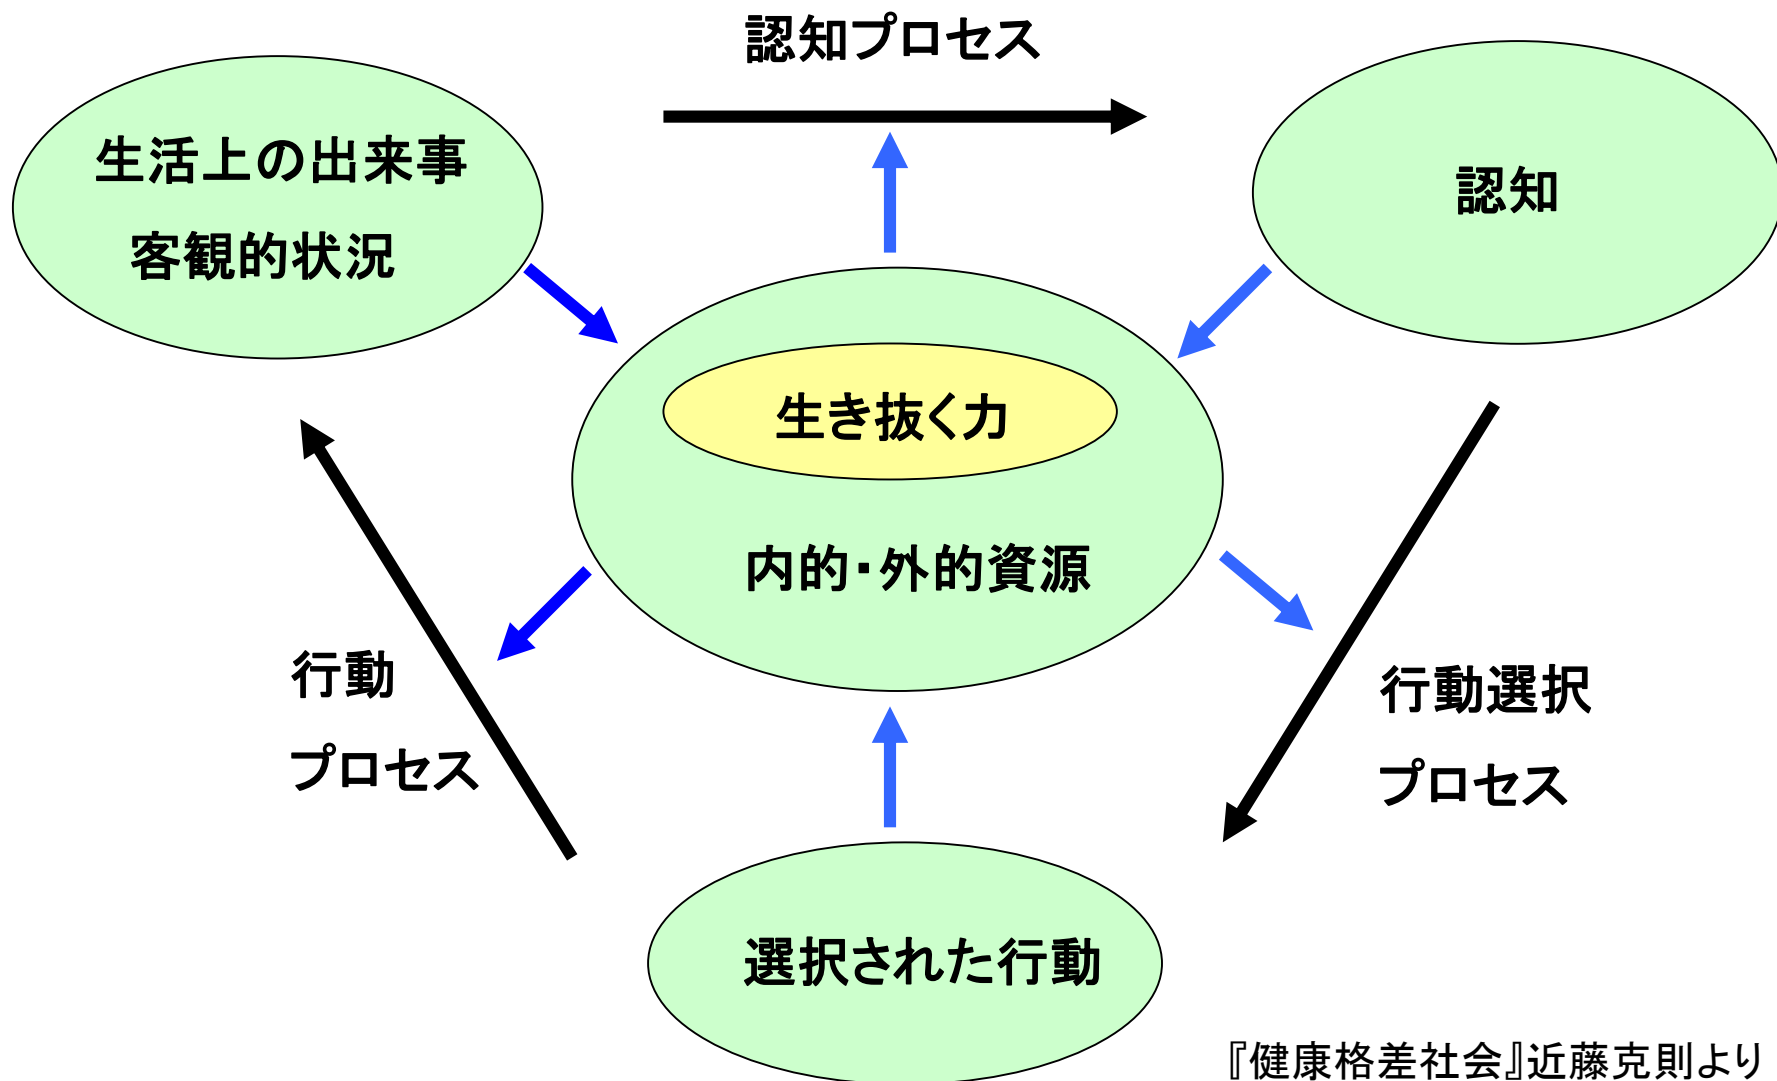 認知プロセス
生活上の出来事
客観的状況
認知
生き抜く力
内的・外的資源
行動
プロセス
行動選択
プロセス
選択された行動
『健康格差社会』近藤克則より